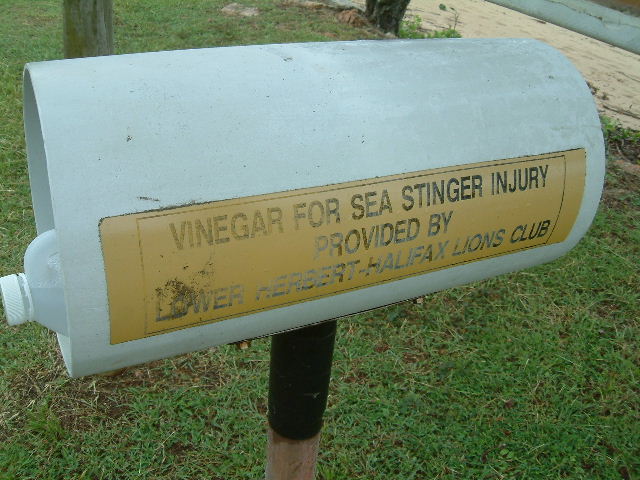 VINEGAR FOR SEA STINGER INJURY
PROVIDED BY
LOWER HERBERT-HALIFAX LIONS CLUB